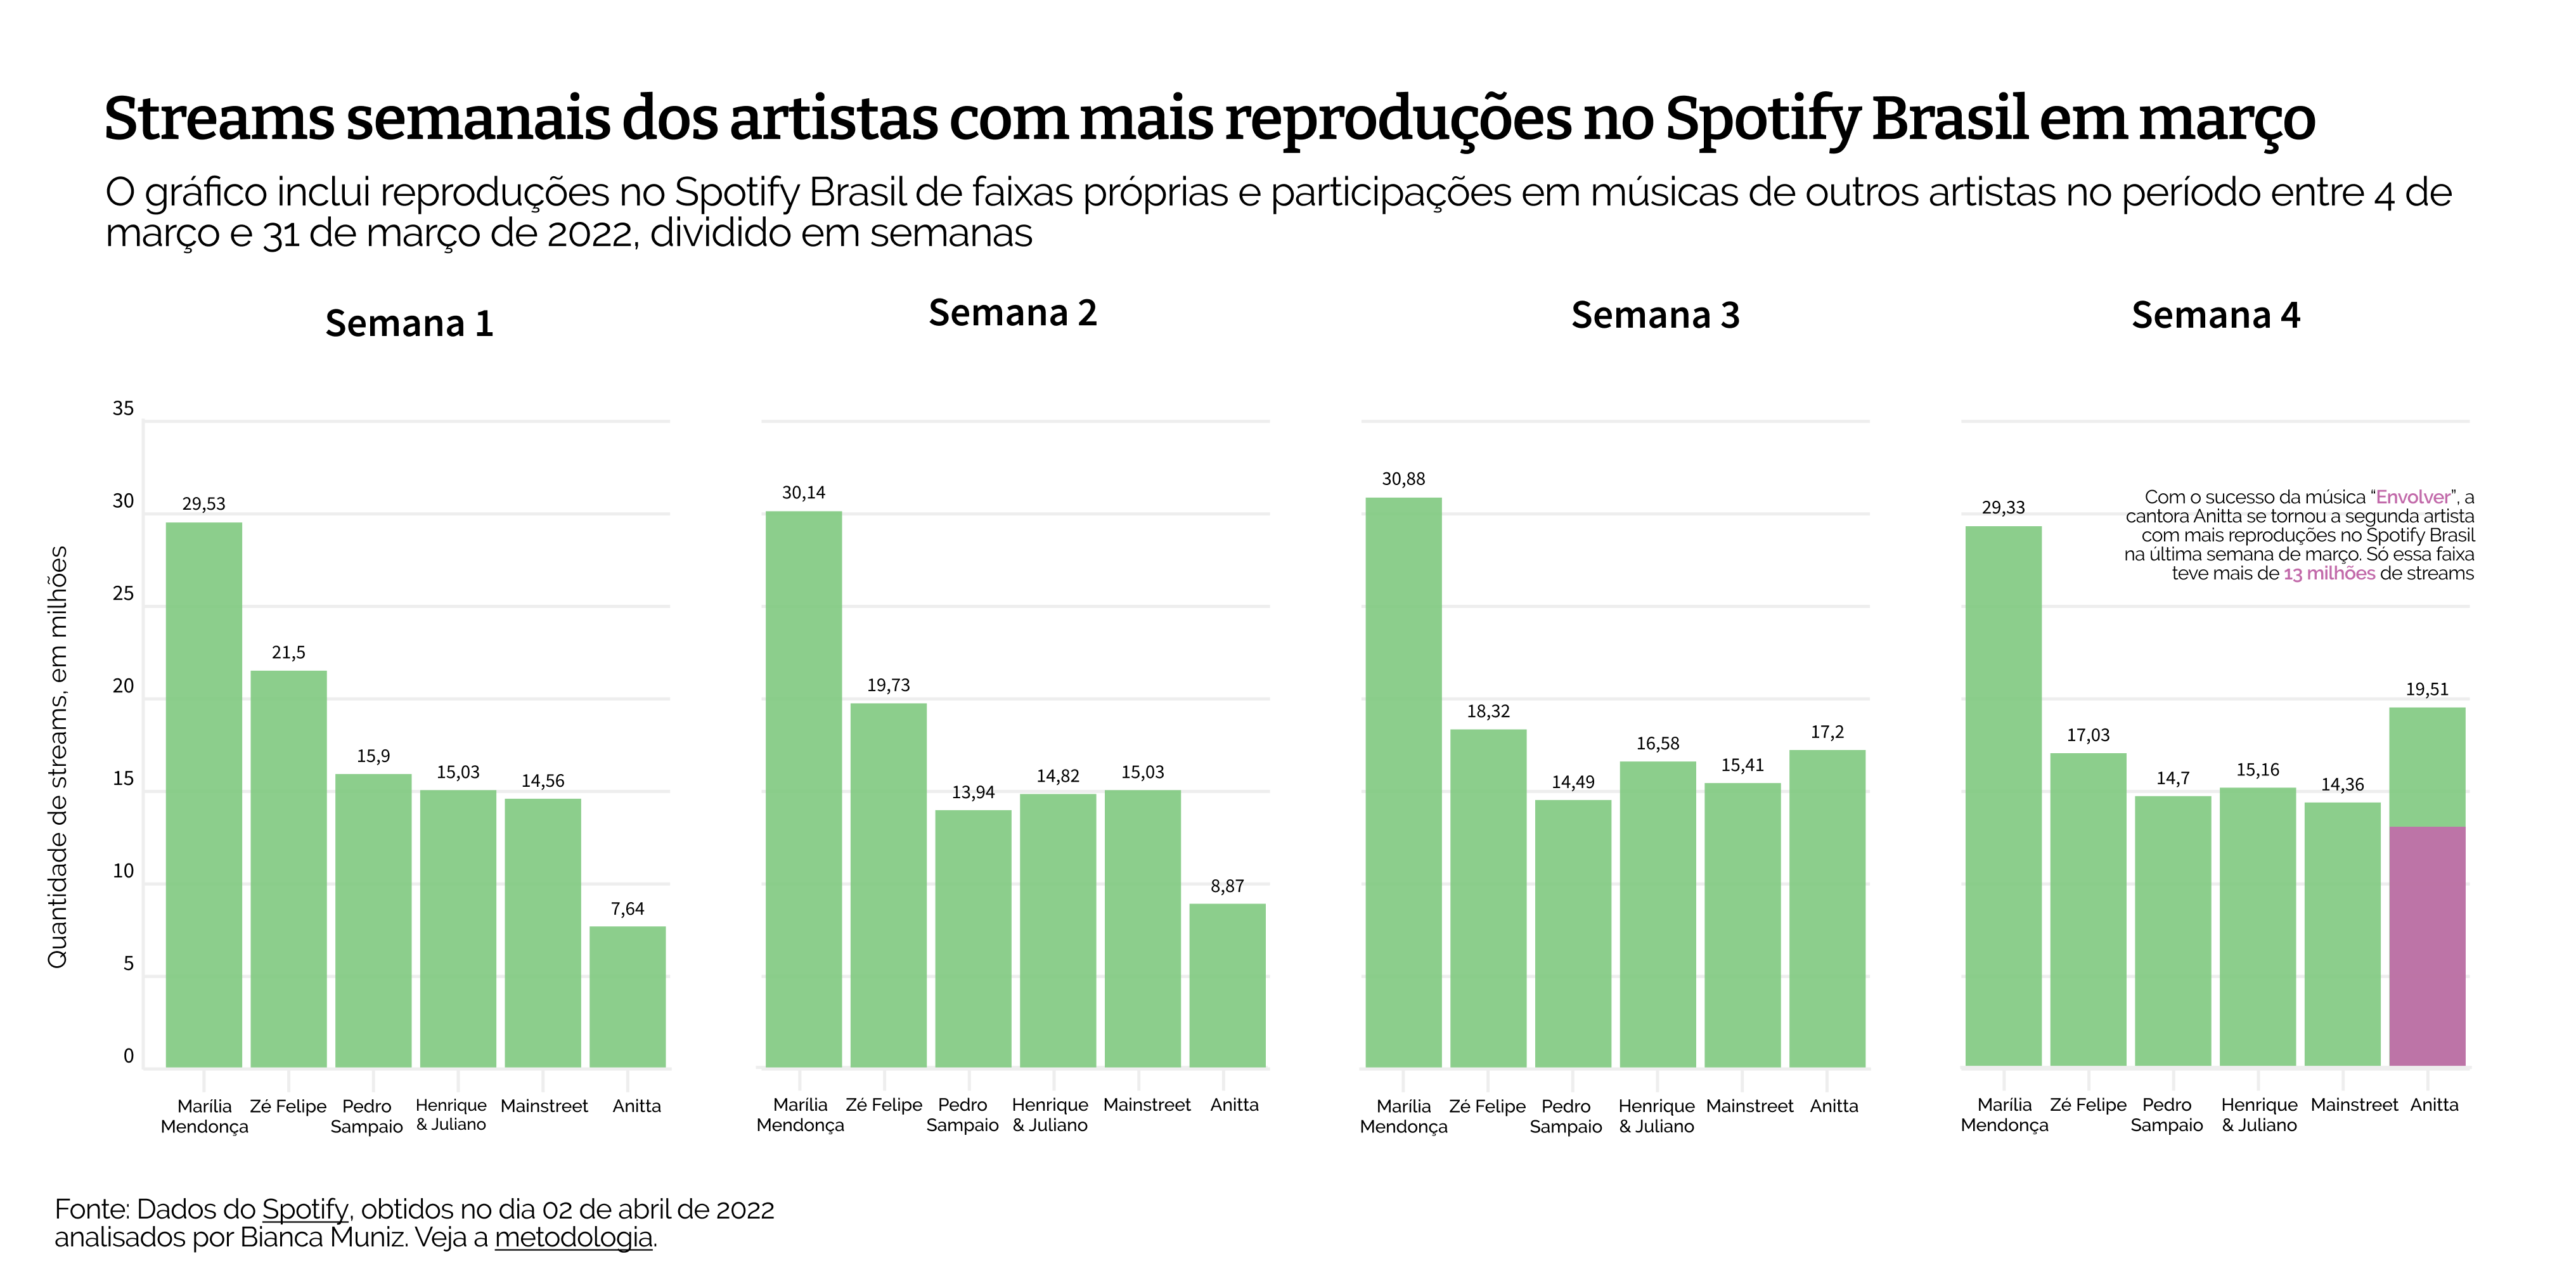 Streams semanais dos artistas com mais reproduções no Spotify Brasil em março
O gráfico inclui reproduções no Spotify Brasil de faixas próprias e participações em músicas de outros artistas no período entre 4 de
março e 31 de março de 2022, dividido em semanas
Semana 1
Semana 2
Semana 3
Semana 4
Quantidade de streams, em milhões
35
30
25
20
15
10
5
0
29,53
21,5
15,9
15,03
14,56
7,64
Marília
Mendonça
Zé Felipe
Pedro
Sampaio
Henrique
& Juliano
Mainstreet
Anitta
30,14
19,73
13,94
14,82
15,03
8,87
Marília
Mendonça
Zé Felipe
Pedro
Sampaio
Henrique
& Juliano
Mainstreet
Anitta
30,88
18,32
14,49
16,58
15,41
17,2
Marília
Mendonça
Zé Felipe
Pedro
Sampaio
Henrique
& Juliano
Mainstreet
Anitta
Com o sucesso da música “Envolver”, a
cantora Anitta se tornou a segunda artista
com mais reproduções no Spotify Brasil
na última semana de março. Só essa faixa
teve mais de 13 milhões de streams
29,33
17,03
14,7
15,16
14,36
19,51
Marília
Mendonça
Zé Felipe
Pedro
Sampaio
Henrique
& Juliano
Mainstreet
Anitta
Fonte: Dados do Spotify, obtidos no dia 02 de abril de 2022
analisados por Bianca Muniz. Veja a metodologia.